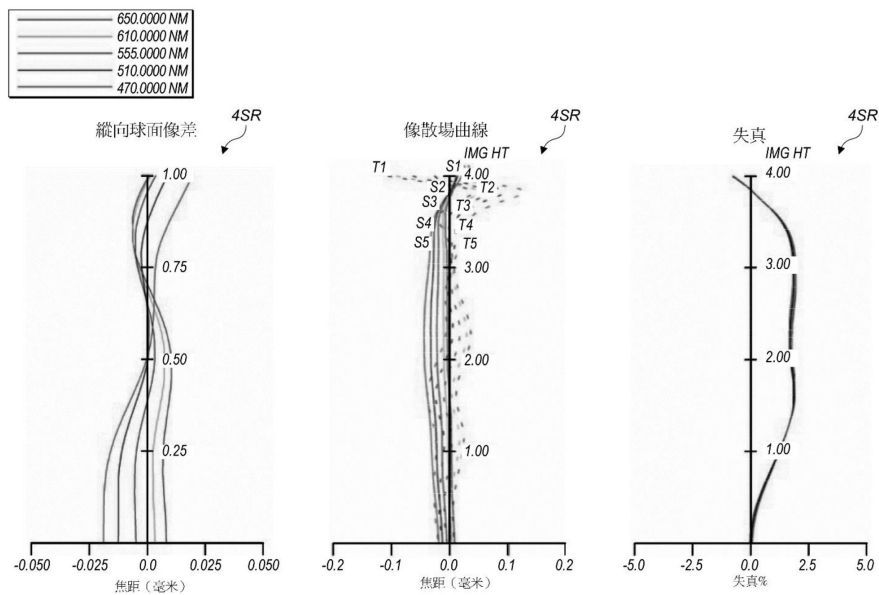 650.0000 NM
610.0000 NM
555.0000 NM
510.0000 NM
470.0000 NM
縱向球面像差
4SR
1.00
0.75
0.50
0.25
-0.050
-0.025
0.0
0.025
0.050
焦距（毫米）
像散場曲線
4SR
IMG HT
T1
S1
4.00
S2
T2
S3
T3
S4
T4
S5
T5
3.00
2.00
1.00
-0.2
-0.1
0.0
0.1
0.2
焦距（毫米）
失真
4SR
IMG HT
4.00
3.00
2.00
1.00
-5.0
-2.5
0.0
2.5
5.0
失真%